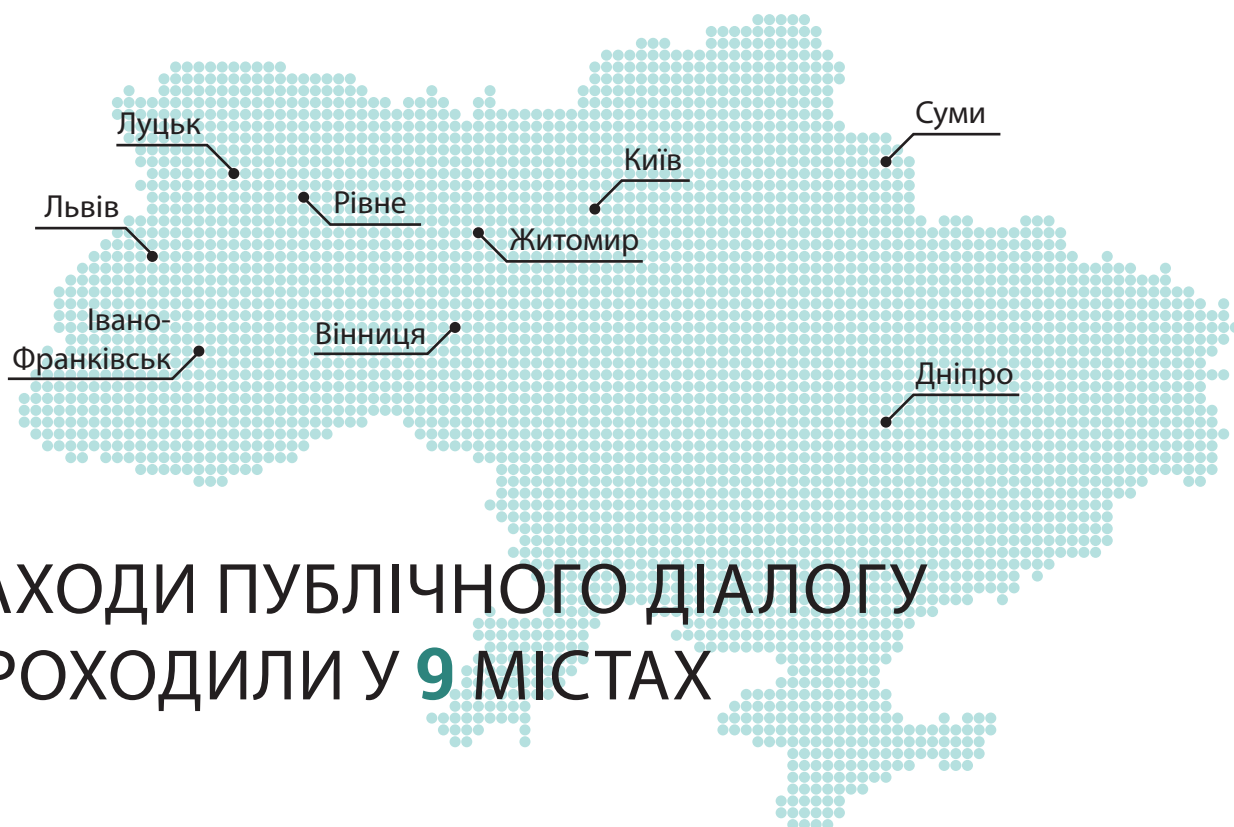 Суми
Луцьк
Київ
Рівне
Львів
Житомир
Івано-
Франківськ
Вінниця
Дніпро
АХОДИ ПУБЛІЧНОГО ДІАЛОГУ
РОХОДИЛИ У 9 МІСТАХ